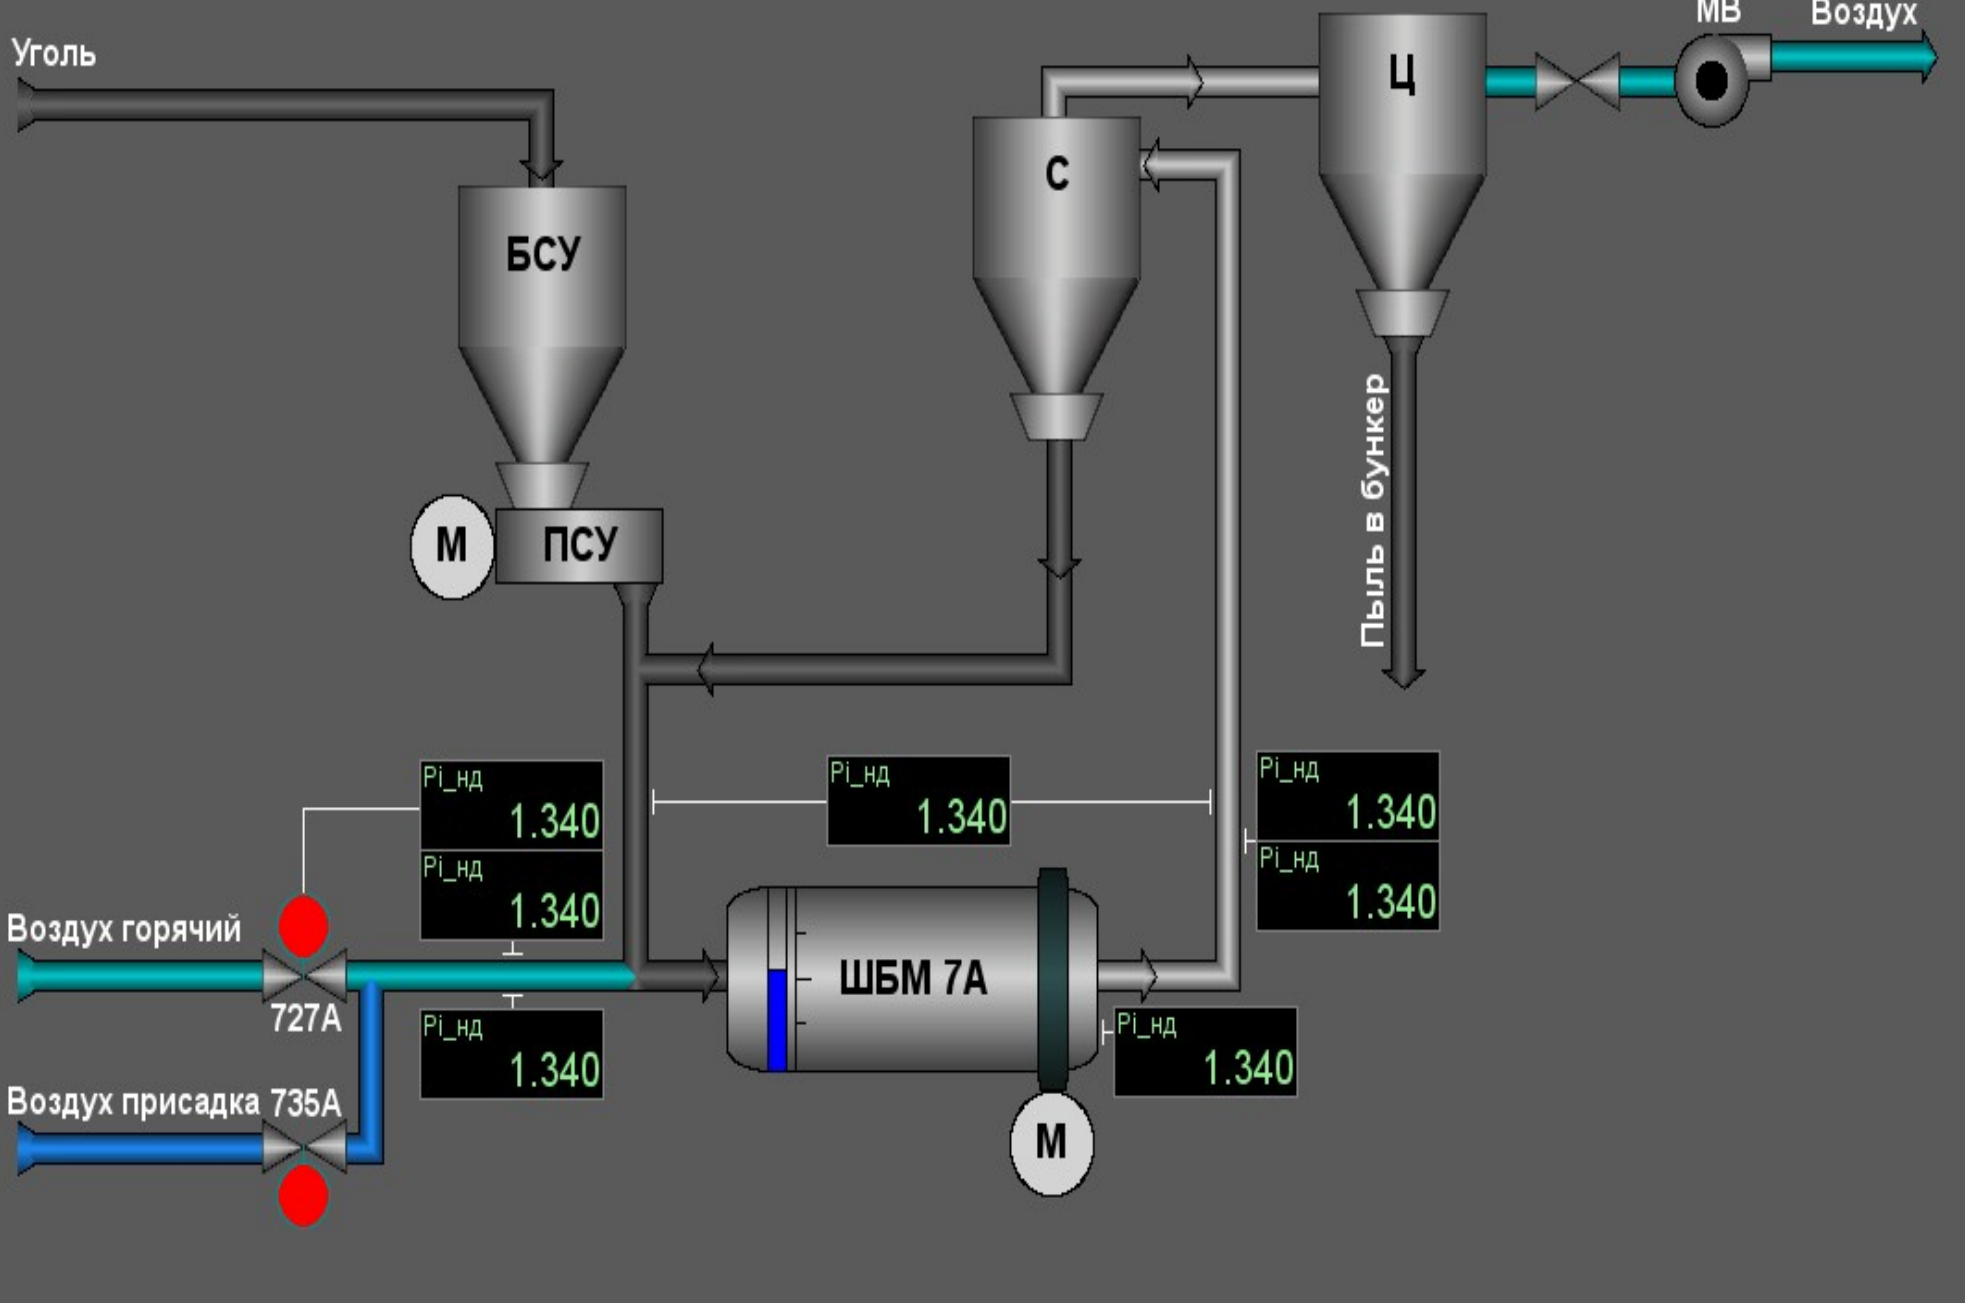 МВ
Воздух
Уголь
Ц
С
БСУ
Пыль в бункер
М
ПСУ
Pi_нд
1.340
Pi_нд
1.340
Pi_нд
1.340
Pi_нд
1.340
Pi_нд
1.340
Воздух горячий
727А
ШБМ 7А
Pi_нд
1.340
Pi_нд
1.340
Воздух присадка 735А
М